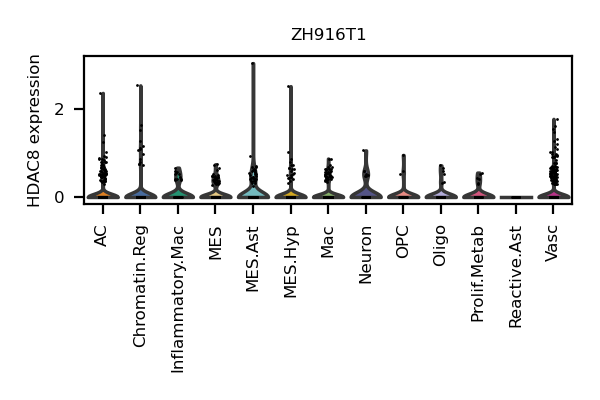 ZH916T1
HDAC8 expression
2
0
AC
Chromatin.Reg
Inflammatory.Mac
MES
MES.Ast
MES.Hyp
Mac
Neuron
OPC
Oligo
Prolif.Metab
Reactive.Ast
Vasc